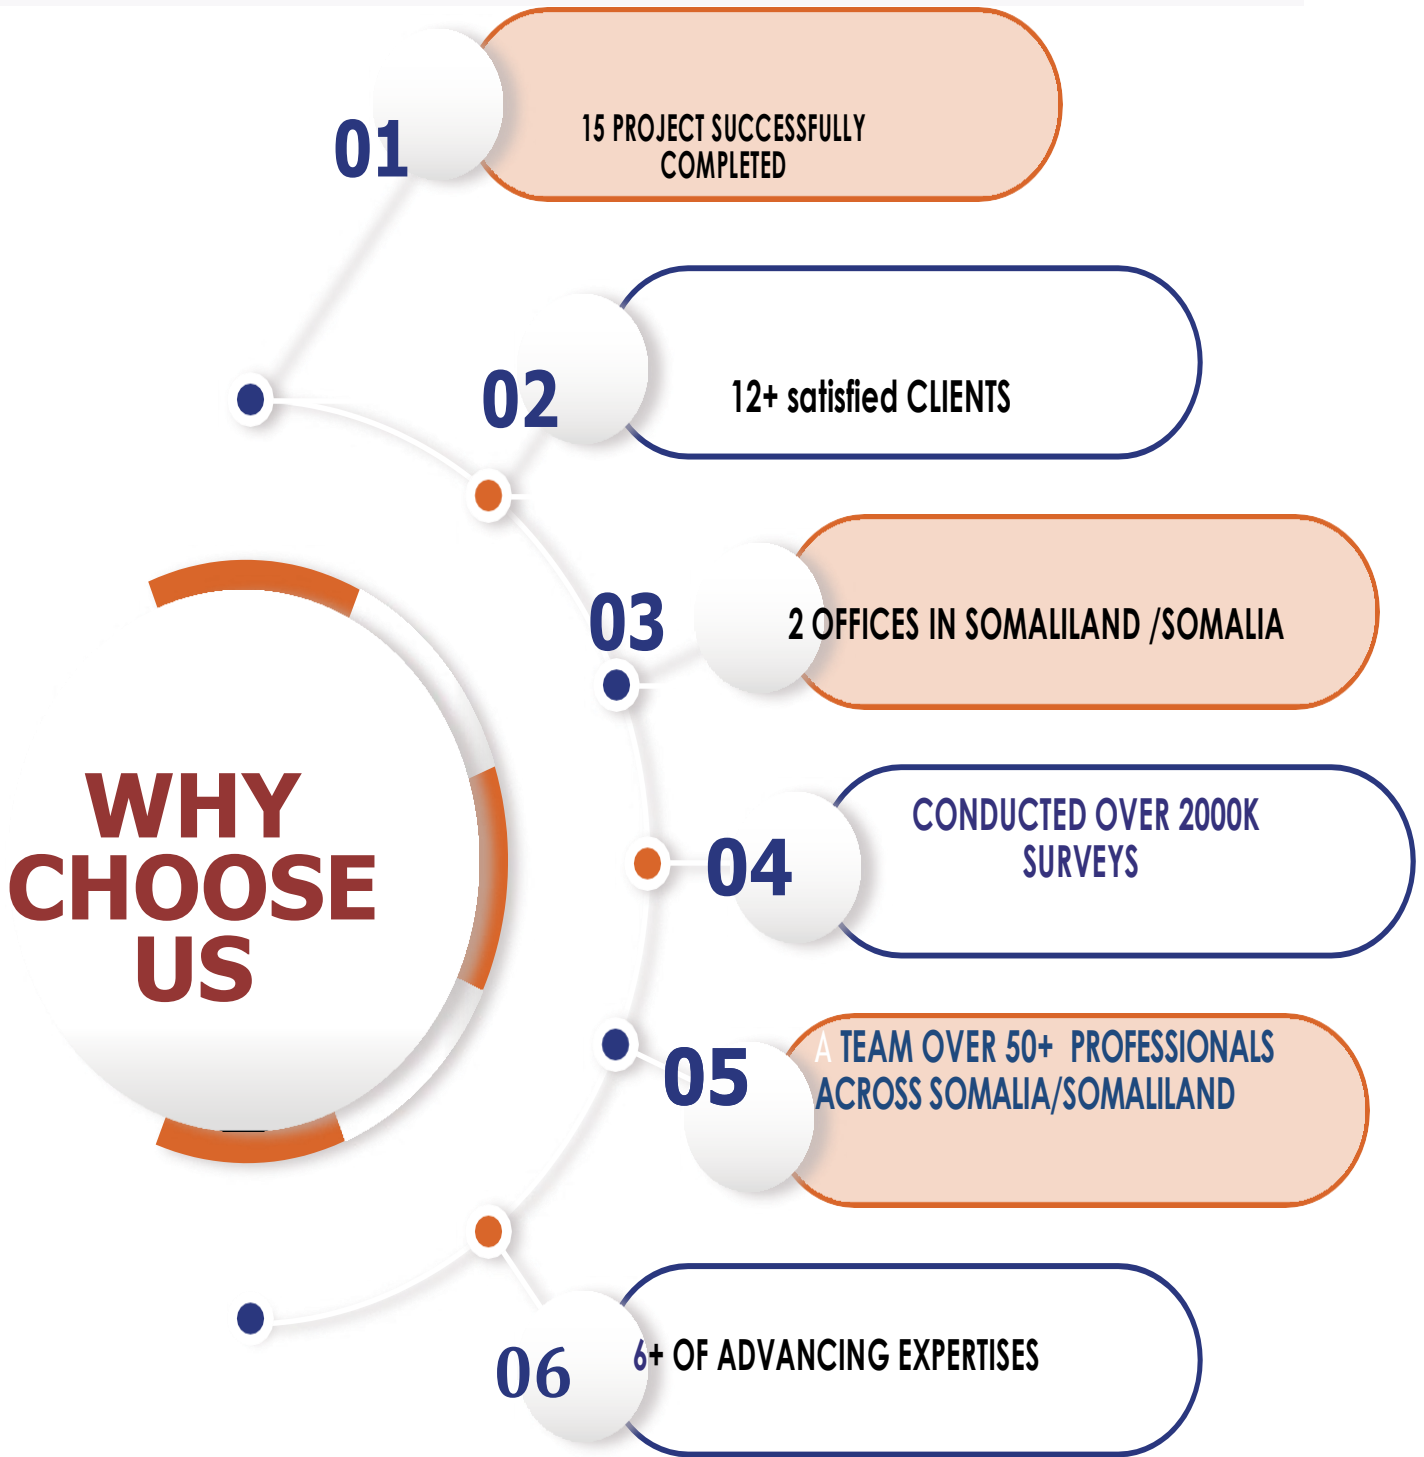 01
15 PROJECT SUCCESSFULLY
COMPLETED
02
12+ satisfied CLIENTS
03
2 OFFICES IN SOMALILAND /SOMALIA
WHY
CHOOSE
US
04
CONDUCTED OVER 2000K
SURVEYS
05
A TEAM OVER 50+ PROFESSIONALS
ACROSS SOMALIA/SOMALILAND
06
6+ OF ADVANCING EXPERTISES